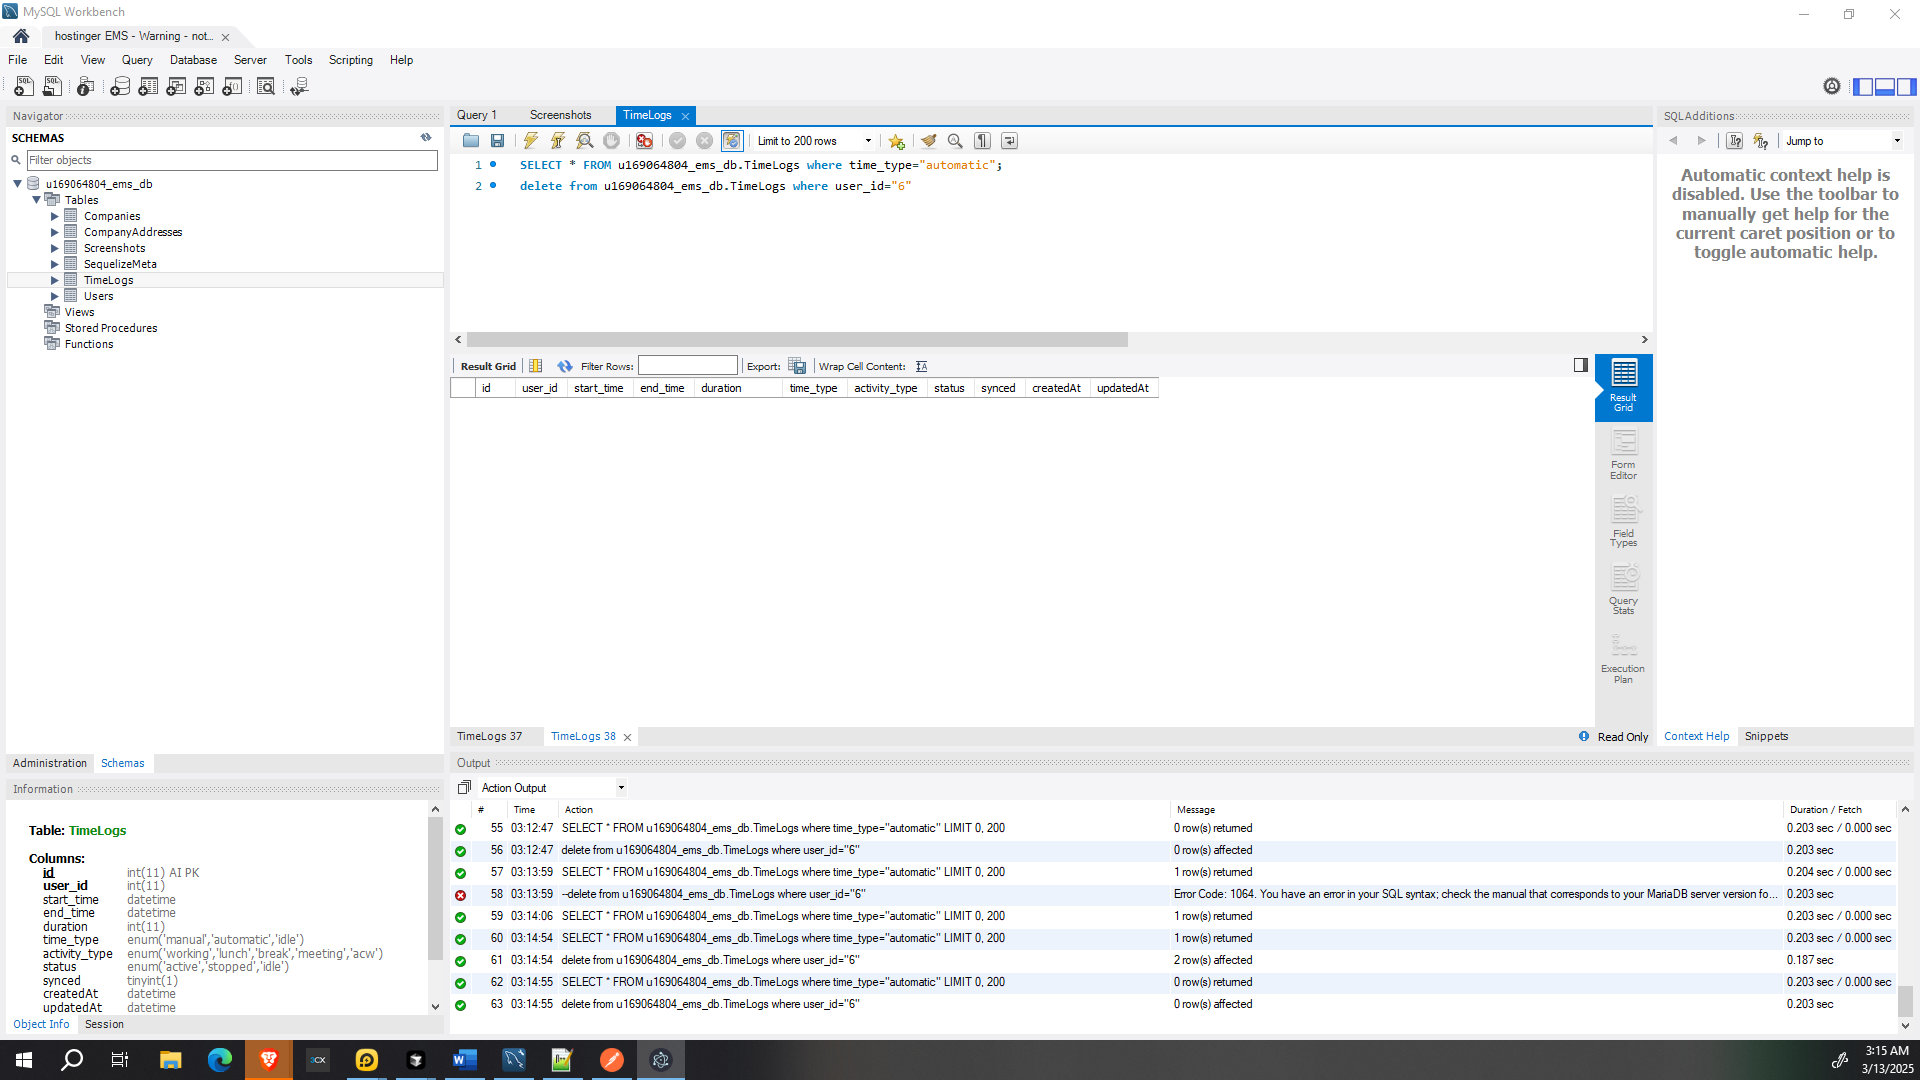 MySQL Workbench
hostinger EMS - Warning - not...
File Edit View Query Database Server Tools Scripting Help
Navigator
SCHEMAS
Filter objects
u169064804_ems_db
Tables
Companies
CompanyAddresses
Screenshots
SequelizeMeta
TimeLogs
Users
Views
Stored Procedures
Functions
Administration Schemas
Information
Table: TimeLogs
Columns:
id int(11) AI PK
user_id int(11)
start_time datetime
end_time datetime
duration int(11)
time_type enum('manual','automatic','idle')
activity_type enum('working','lunch','break','meeting','acw')
status enum('active','stopped','idle')
synced tinyint(1)
createdAt datetime
updatedAt datetime
Object Info Session
Query 1 Screenshots TimeLogs
Limit to 200 rows
1 SELECT * FROM u169064804_ems_db.TimeLogs where time_type="automatic";
2 delete from u169064804_ems_db.TimeLogs where user_id="6"
Result Grid Filter Rows: Export: Wrap Cell Content:
id user_id start_time end_time duration time_type activity_type status synced createdAt updatedAt
Result Grid
Form Editor
Field Types
Query Stats
Execution Plan
TimeLogs 37 TimeLogs 38 Read Only
Output
Action Output
# Time Action Message Duration / Fetch
55 03:12:47 SELECT * FROM u169064804_ems_db.TimeLogs where time_type="automatic" LIMIT 0, 200 0 row(s) returned 0.203 sec / 0.000 sec
56 03:12:47 delete from u169064804_ems_db.TimeLogs where user_id="6" 0 row(s) affected 0.203 sec
57 03:13:59 SELECT * FROM u169064804_ems_db.TimeLogs where time_type="automatic" LIMIT 0, 200 1 row(s) returned 0.204 sec / 0.000 sec
58 03:13:59 --delete from u169064804_ems_db.TimeLogs where user_id="6" Error Code: 1064. You have an error in your SQL syntax; check the manual that corresponds to your MariaDB server version fo... 0.203 sec
59 03:14:06 SELECT * FROM u169064804_ems_db.TimeLogs where time_type="automatic" LIMIT 0, 200 1 row(s) returned 0.203 sec / 0.000 sec
60 03:14:54 SELECT * FROM u169064804_ems_db.TimeLogs where time_type="automatic" LIMIT 0, 200 1 row(s) returned 0.203 sec / 0.000 sec
61 03:14:54 delete from u169064804_ems_db.TimeLogs where user_id="6" 2 row(s) affected 0.187 sec
62 03:14:55 SELECT * FROM u169064804_ems_db.TimeLogs where time_type="automatic" LIMIT 0, 200 0 row(s) returned 0.203 sec / 0.000 sec
63 03:14:55 delete from u169064804_ems_db.TimeLogs where user_id="6" 0 row(s) affected 0.203 sec
SQLAdditions
Jump to
Automatic context help is
disabled. Use the toolbar to
manually get help for the
current caret position or to
toggle automatic help.
Context Help Snippets
3:15 AM
3/13/2025